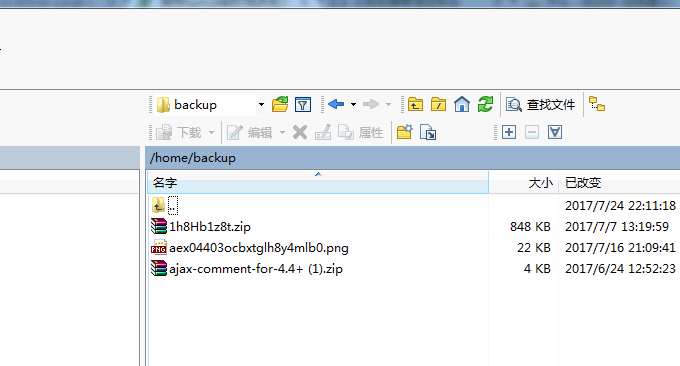 backup
查找文件
下载
编辑
属性
/home/backup
名字 大小 已改变
.. 2017/7/24 22:11:18
1h8Hb1z8t.zip 848 KB 2017/7/7 13:19:59
aex04403ocbxtglh8y4mlb0.png 22 KB 2017/7/16 21:09:41
ajax-comment-for-4.4+ (1).zip 4 KB 2017/6/24 12:52:23